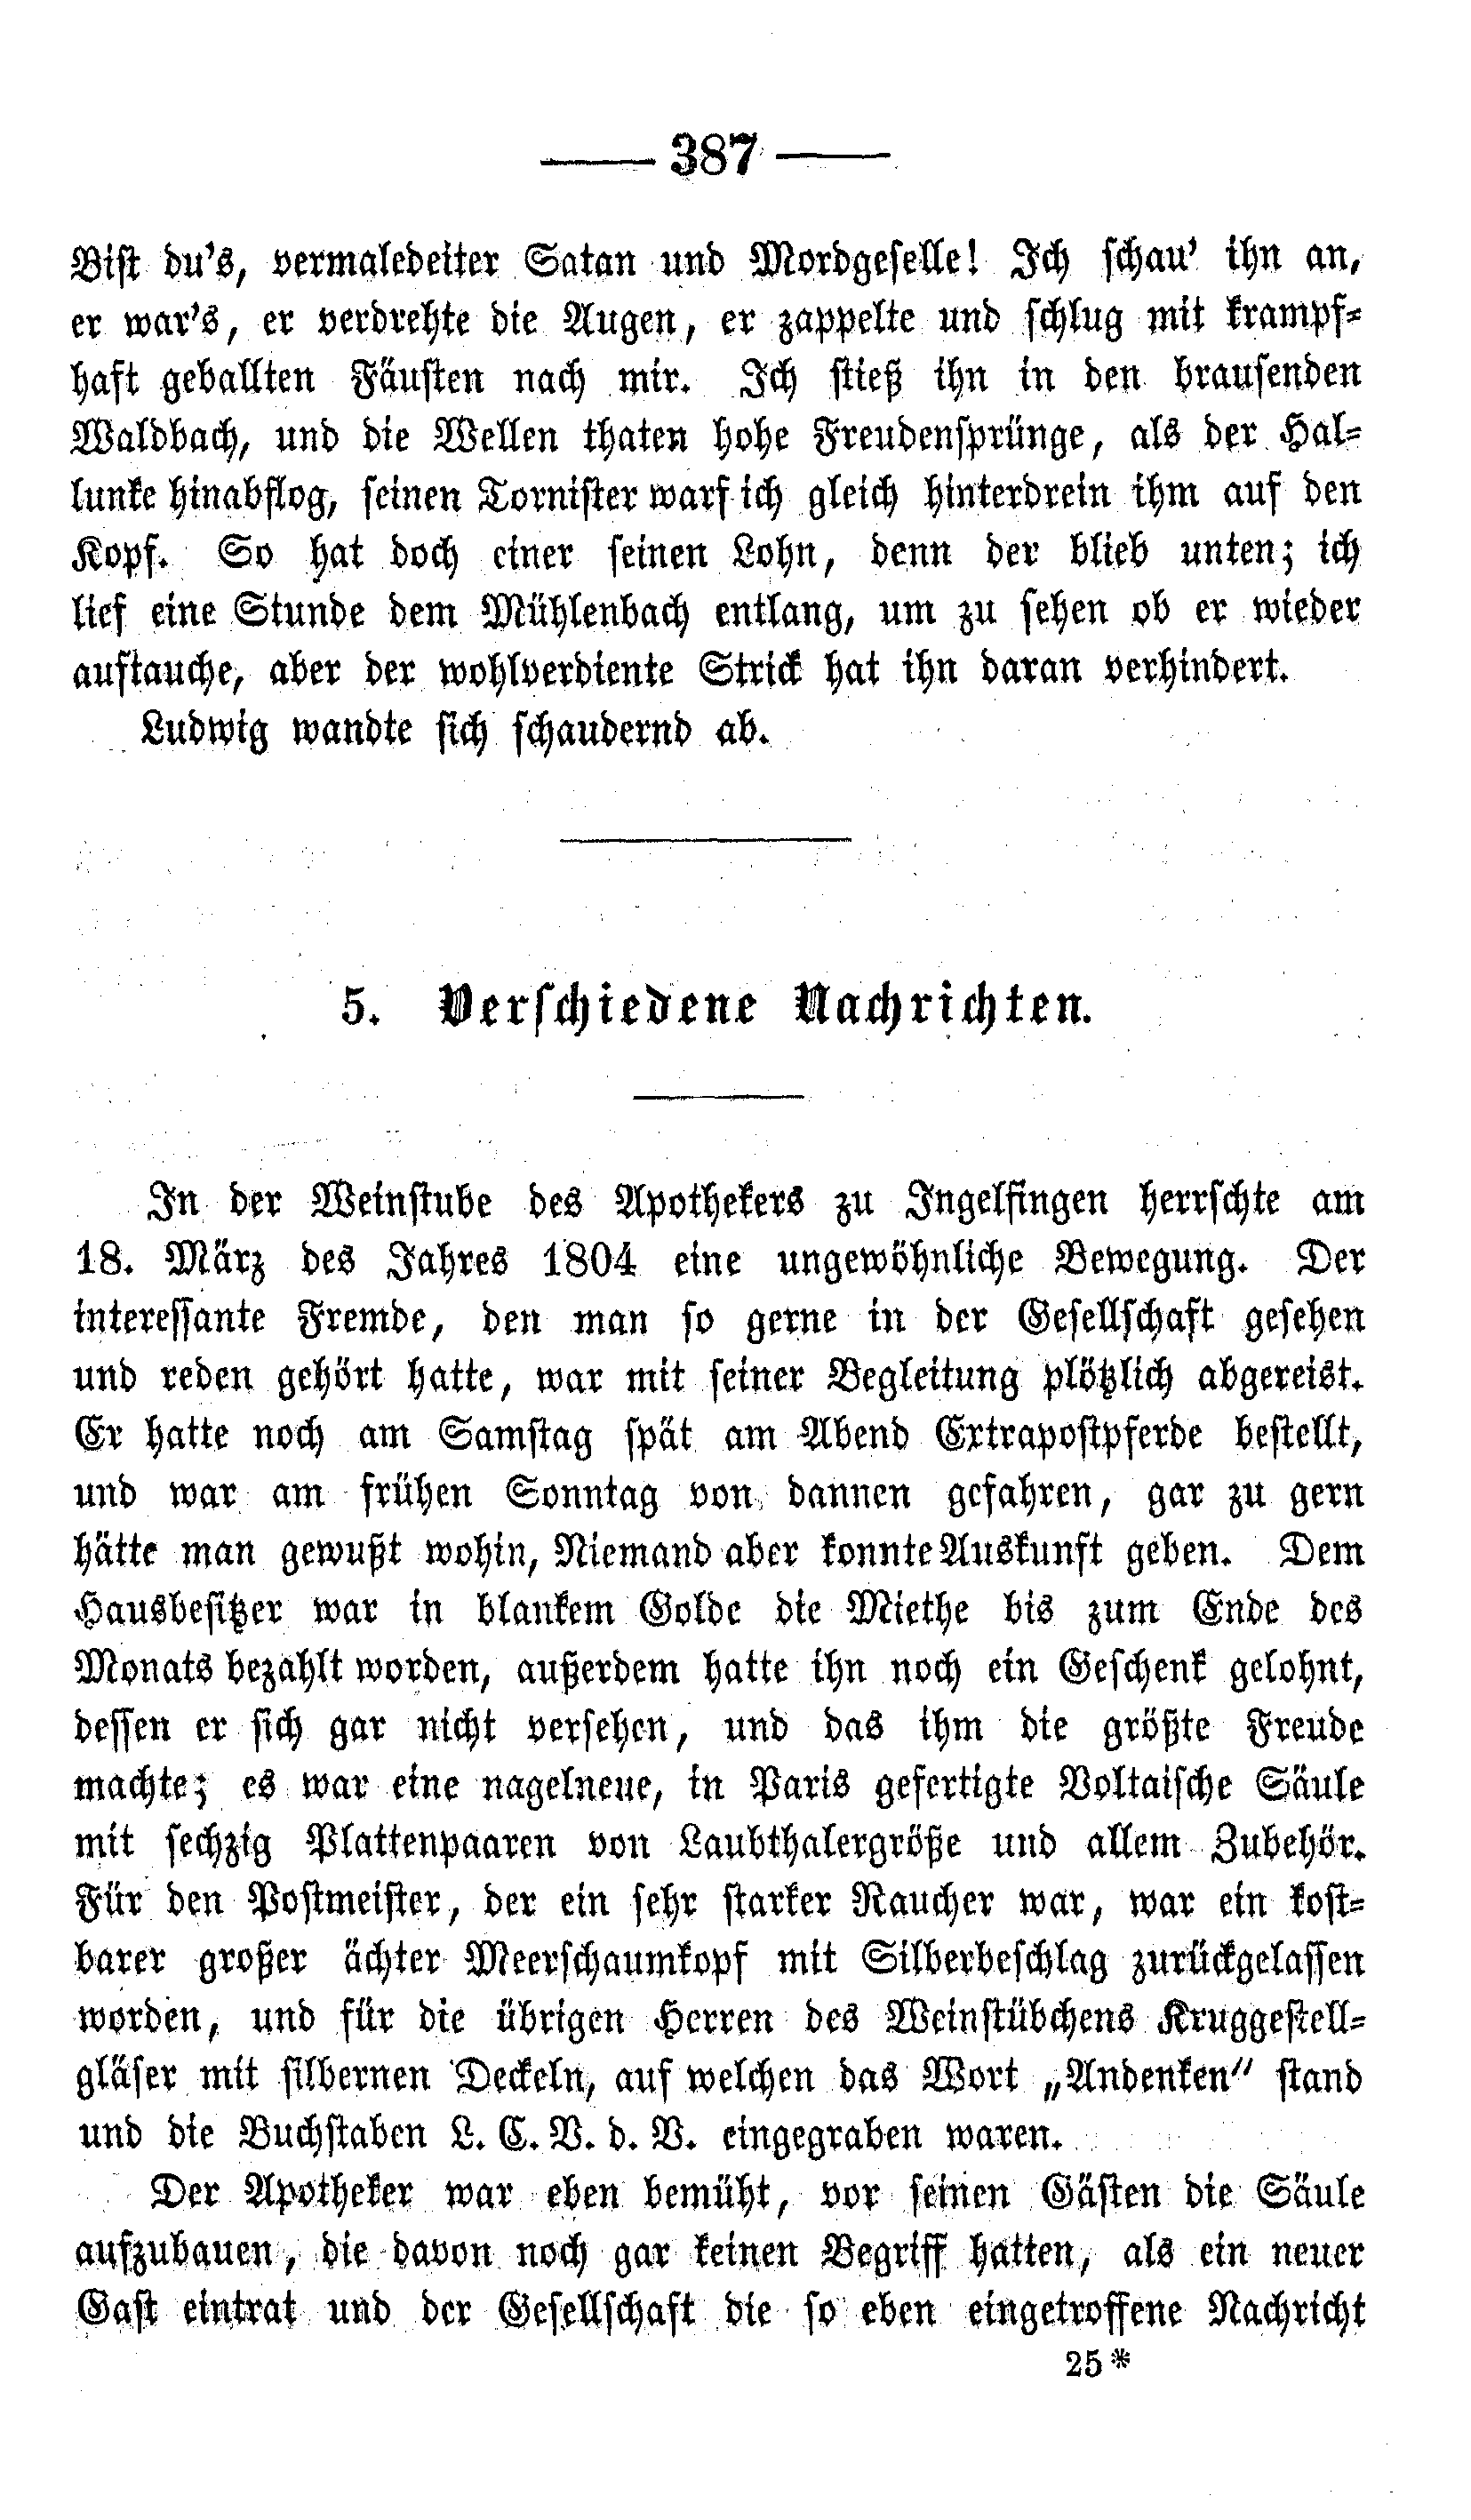 — 387 —
Bist du's, vermaledeiter Satan und Mordgeselle! Ich schau' ihn an,
er war's, er verdrehte die Augen, er zappelte und schlug mit krampf-
haft geballten Fäusten nach mir. Ich stieß ihn in den brausenden
Waldbach, und die Wellen thaten hohe Freudensprünge, als der Hal-
lunke hinabflog, seinen Tornister warf ich gleich hinterdrein ihm auf den
Kopf. So hat doch einer seinen Lohn, denn der blieb unten; ich
lief eine Stunde dem Mühlenbach entlang, um zu sehen ob er wieder
auftauche, aber der wohlverdiente Strick hat ihn daran verhindert.
Ludwig wandte sich schaudernd ab.
5. Verschiedene Nachrichten.
In der Weinstube des Apothekers zu Ingelfingen herrschte am
18. März des Jahres 1804 eine ungewöhnliche Bewegung. Der
interessante Fremde, den man so gerne in der Gesellschaft gesehen
und reden gehört hatte, war mit seiner Begleitung plötzlich abgereist.
Er hatte noch am Samstag spät am Abend Extrapostpferde bestellt,
und war am frühen Sonntag von dannen gefahren, gar zu gern
hätte man gewußt wohin, Niemand aber konnte Auskunft geben. Dem
Hausbesitzer war in blankem Golde die Miethe bis zum Ende des
Monats bezahlt worden, außerdem hatte ihn noch ein Geschenk gelohnt,
dessen er sich gar nicht versehen, und das ihm die größte Freude
machte; es war eine nagelneue, in Paris gefertigte Voltaische Säule
mit sechzig Plattenpaaren von Laubthalergröße und allem Zubehör.
Für den Postmeister, der ein sehr starker Raucher war, war ein kost-
barer großer ächter Meerschaumkopf mit Silberbeschlag zurückgelassen
worden, und für die übrigen Herren des Weinstübchens Kruggestell-
gläser mit silbernen Deckeln, auf welchen das Wort „Andenken“ stand
und die Buchstaben L. C. V. d. V. eingegraben waren.
Der Apotheker war eben bemüht, vor seinen Gästen die Säule
aufzubauen, die davon noch gar keinen Begriff hatten, als ein neuer
Gast eintrat und der Gesellschaft die so eben eingetroffene Nachricht
25*